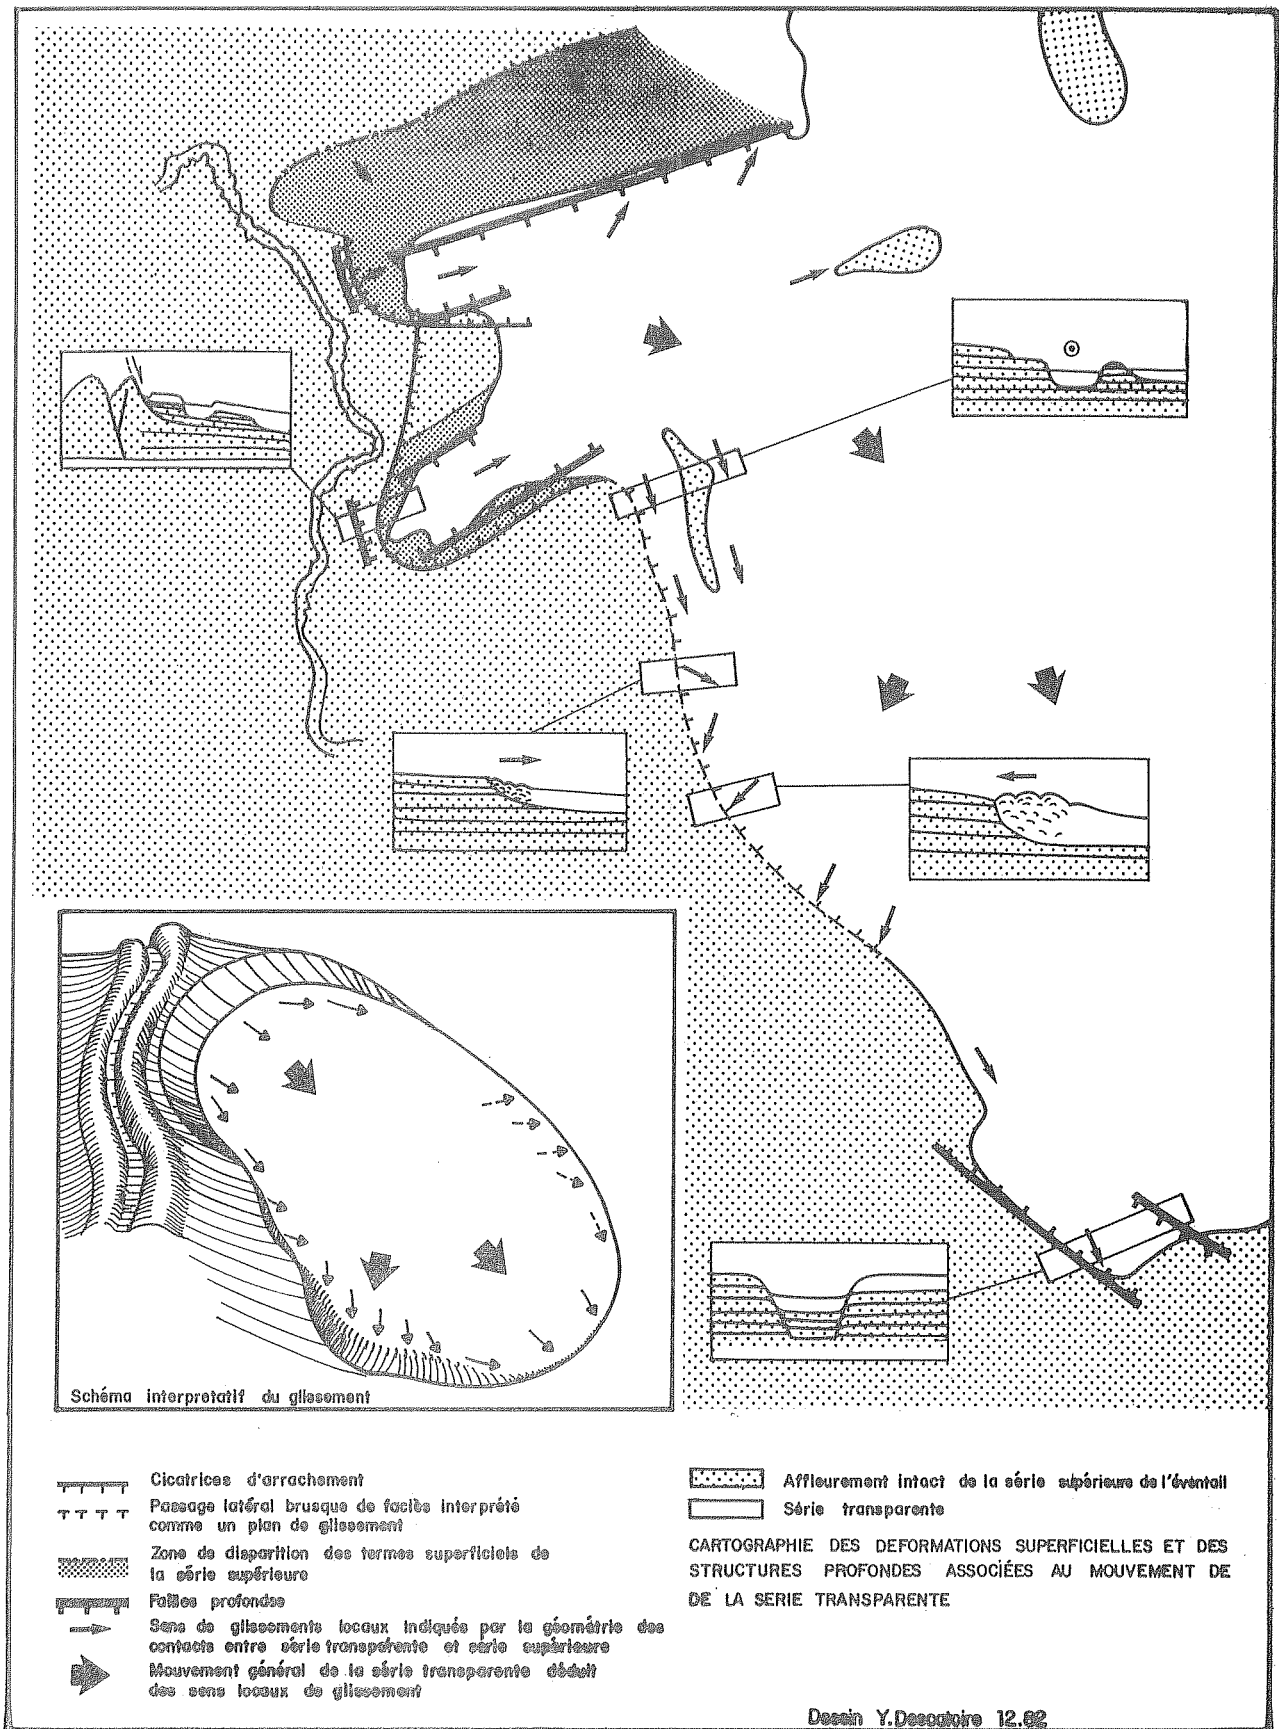 Schéma interpretatif du glissement
Cicatrices d'arrachement
Passage latéral brusque de faciès interprété
comme un plan de glissement
Zone de disparition des termes superficiels de
la série supérieure
Failles profondes
Sens de glissements locaux indiqués par la géométrie des
contacts entre série transparente et série supérieure
Mouvement général de la série transparente déduit
des sens locaux de glissement
Affleurement intact de la série supérieure de l'éventail
Série transparente
CARTOGRAPHIE DES DEFORMATIONS SUPERFICIELLES ET DES
STRUCTURES PROFONDES ASSOCIÉES AU MOUVEMENT DE
DE LA SERIE TRANSPARENTE
Dessin Y. Descatoire 12.82